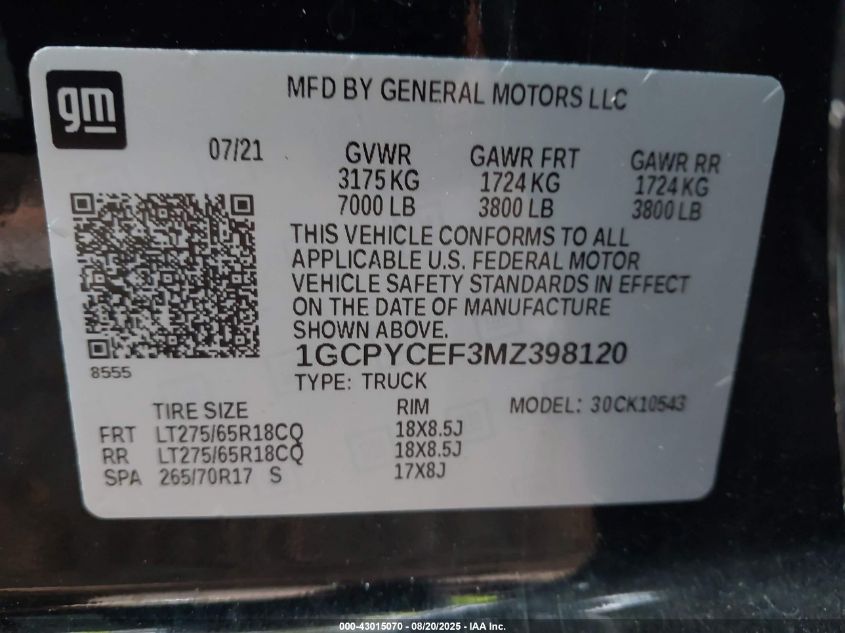 gm
MFD BY GENERAL MOTORS LLC
07/21 GVWR GAWR FRT GAWR RR
3175 KG 1724 KG 1724 KG
7000 LB 3800 LB 3800 LB
THIS VEHICLE CONFORMS TO ALL
APPLICABLE U.S. FEDERAL MOTOR
VEHICLE SAFETY STANDARDS IN EFFECT
ON THE DATE OF MANUFACTURE
SHOWN ABOVE.
1GCPYCEF3MZ398120
8555
TYPE: TRUCK
TIRE SIZE RIM MODEL: 30CK10543
FRT LT275/65R18CQ 18X8.5J
RR LT275/65R18CQ 18X8.5J
SPA 265/70R17 S 17X8J
000-43015070 - 08/20/2025 - IAA Inc.